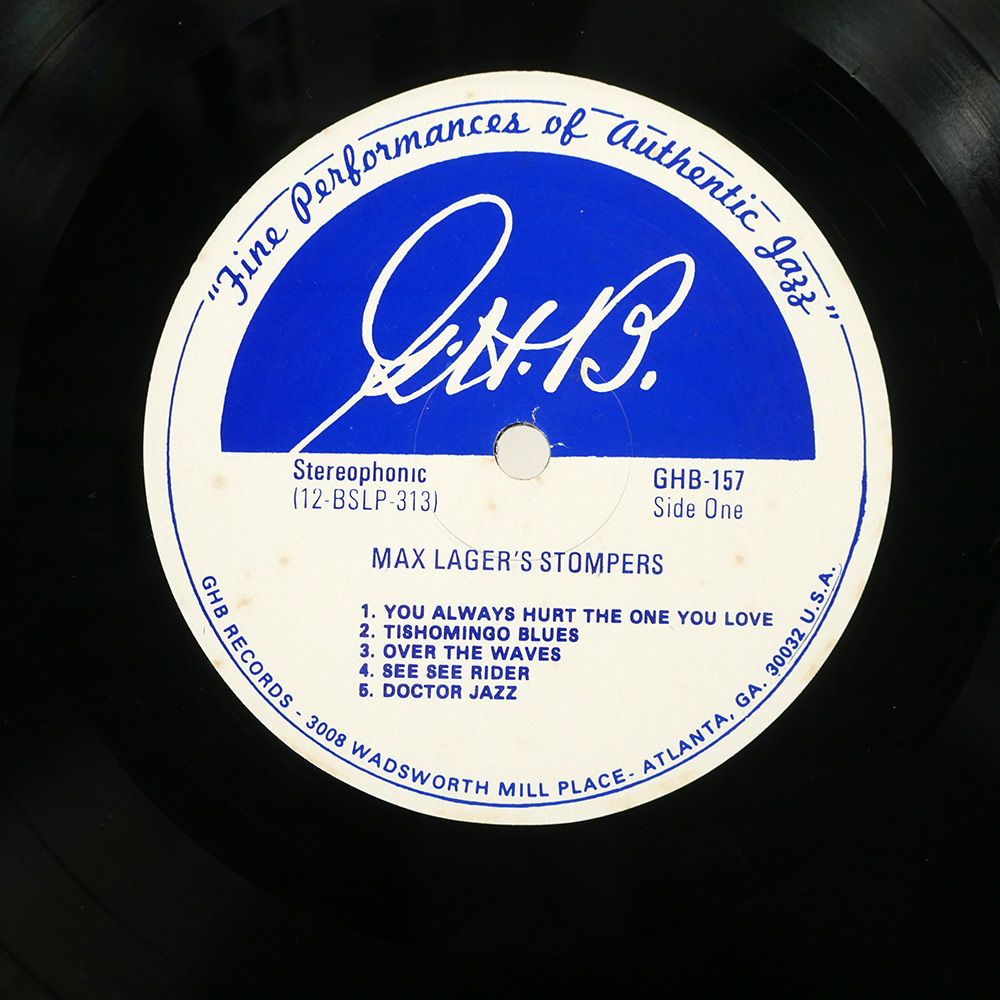 "Fine Performances of Authentic Jazz"
G.H.B.
Stereophonic
(12-BSLP-313)
GHB-157
Side One
MAX LAGER'S STOMPERS
1. YOU ALWAYS HURT THE ONE YOU LOVE
2. TISHOMINGO BLUES
3. OVER THE WAVES
4. SEE SEE RIDER
5. DOCTOR JAZZ
GHB RECORDS - 3008 WADSWORTH MILL PLACE- ATLANTA, GA. 30032 U.S.A.